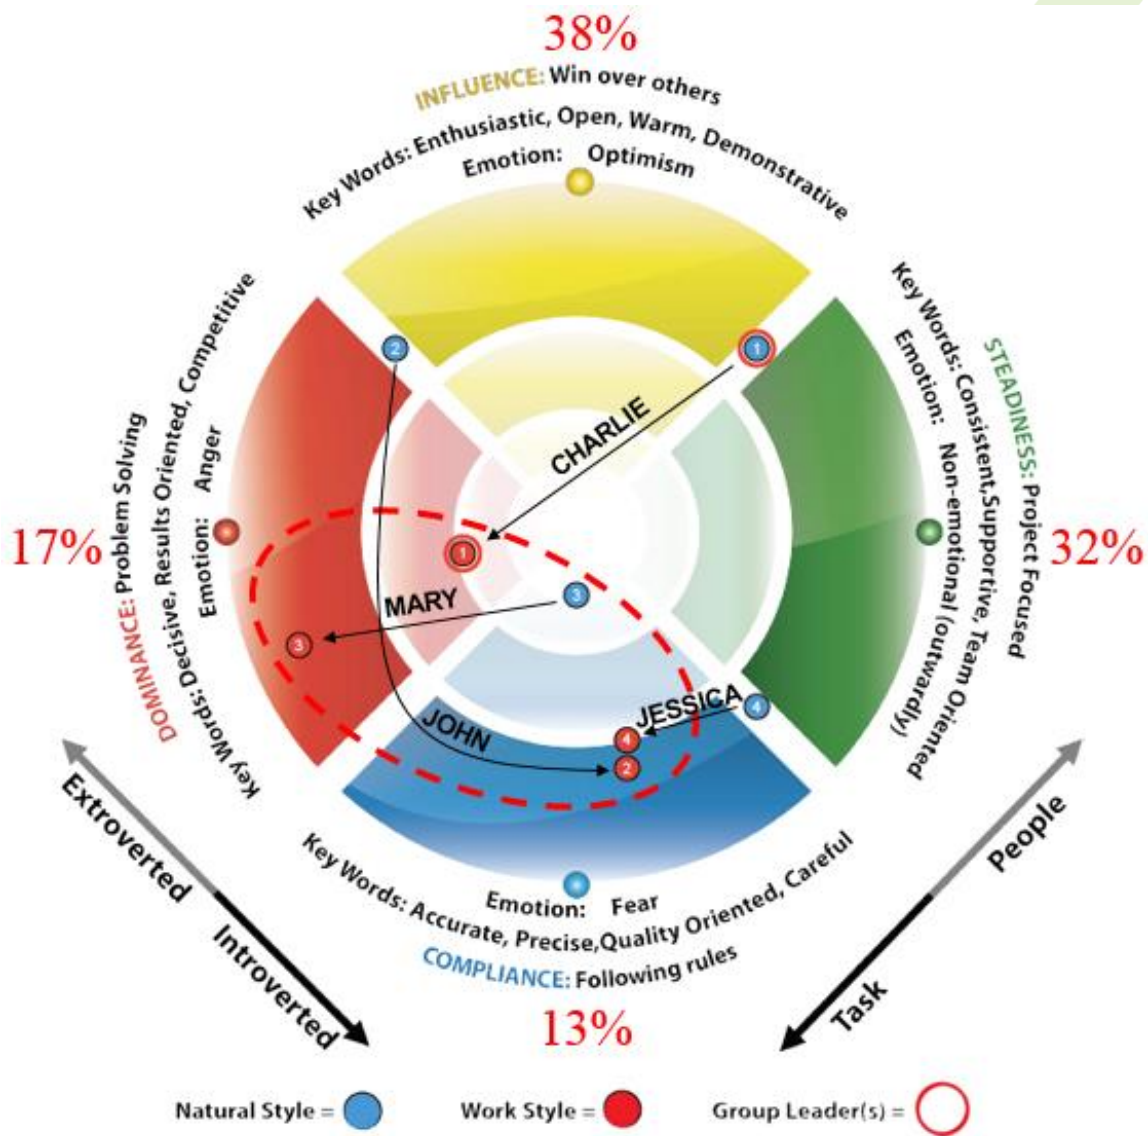 38%
INFLUENCE: Win over others
Key Words: Enthusiastic, Open, Warm, Demonstrative
Emotion: Optimism
17%
DOMINANCE: Problem Solving
Key Words: Decisive, Results Oriented, Competitive
Emotion: Anger
STEADINESS: Project Focused
Key Words: Consistent,Supportive, Team Oriented
Emotion: Non-emotional (outwardly)
32%
2
1
CHARLIE
1
3
MARY
3
JESSICA
4
4
JOHN
2
Emotion: Fear
Key Words: Accurate, Precise,Quality Oriented, Careful
COMPLIANCE: Following rules
13%
Extroverted
Introverted
People
Task
Natural Style =
Work Style =
Group Leader(s) =